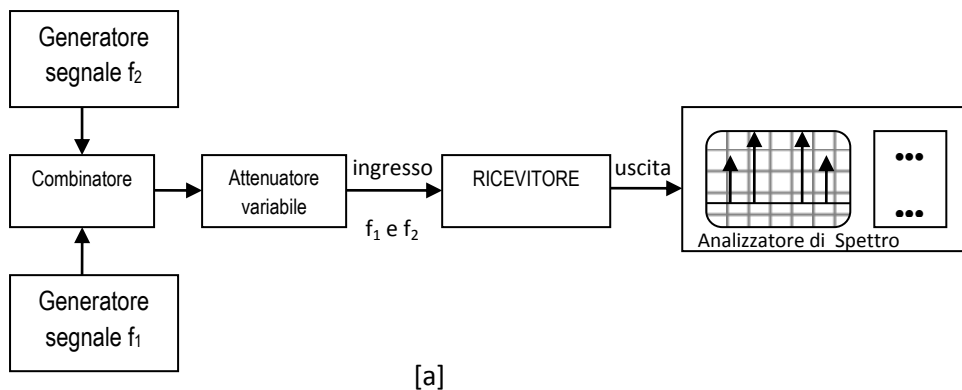 Generatore
segnale f₂
Combinatore
Attenuatore
variabile
ingresso
f₁ e f₂
RICEVITORE
uscita
•••
•••
Analizzatore di Spettro
Generatore
segnale f₁
[a]